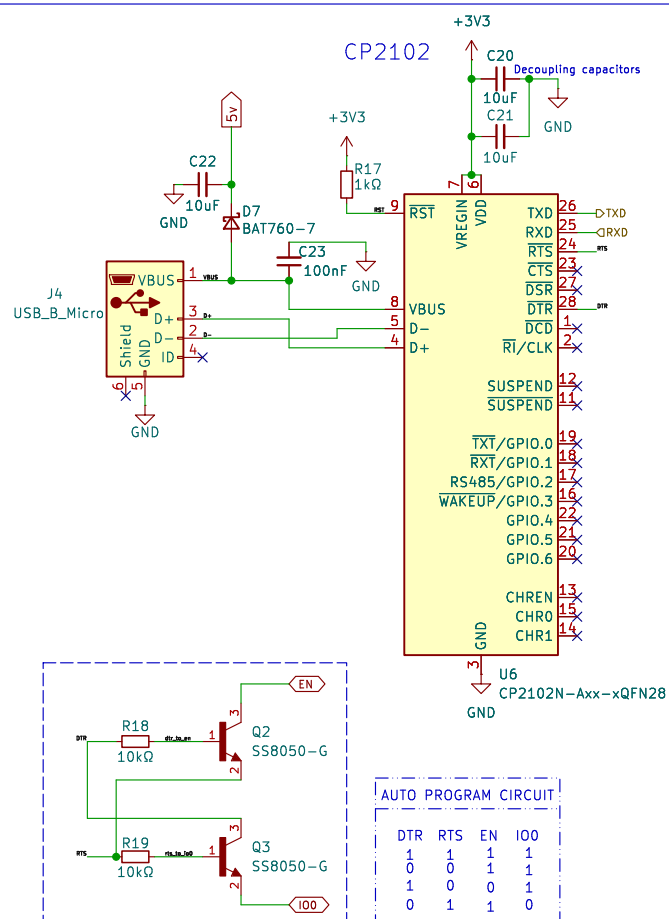 +3V3
CP2102
C20
Decoupling capacitors
10uF
GND
C21
10uF
5v
+3V3
C22
10uF
GND
R17
1kΩ
D7
BAT760-7
C23
100nF
GND
J4
USB_B_Micro
VBUS 1 VBUS
D+ 3 D+
D- 2 D-
ID 4
Shield 6
GND 5
GND
7 6
VREGIN VDD
RST 9 RST
8 VBUS
5 D-
4 D+
TXD 26 TXD
RXD 25 RXD
RTS 24 RTS
CTS 23
DSR 27
DTR 28 DTR
DCD 1
RI/CLK 2
SUSPEND 12
SUSPEND 11
TXT/GPIO.0 19
RXT/GPIO.1 18
RS485/GPIO.2 17
WAKEUP/GPIO.3 16
GPIO.4 22
GPIO.5 21
GPIO.6 20
CHREN 13
CHR0 15
CHR1 14
GND
3
GND
U6
CP2102N-Axx-xQFN28
EN
DTR
R18
10kΩ
dtr_to_en
1
3
2
Q2
SS8050-G
RTS
R19
10kΩ
rts_to_io0
1
3
2
Q3
SS8050-G
IO0
AUTO PROGRAM CIRCUIT
DTR RTS EN IO0
1 1 1 1
0 0 1 1
1 0 0 1
0 1 1 0